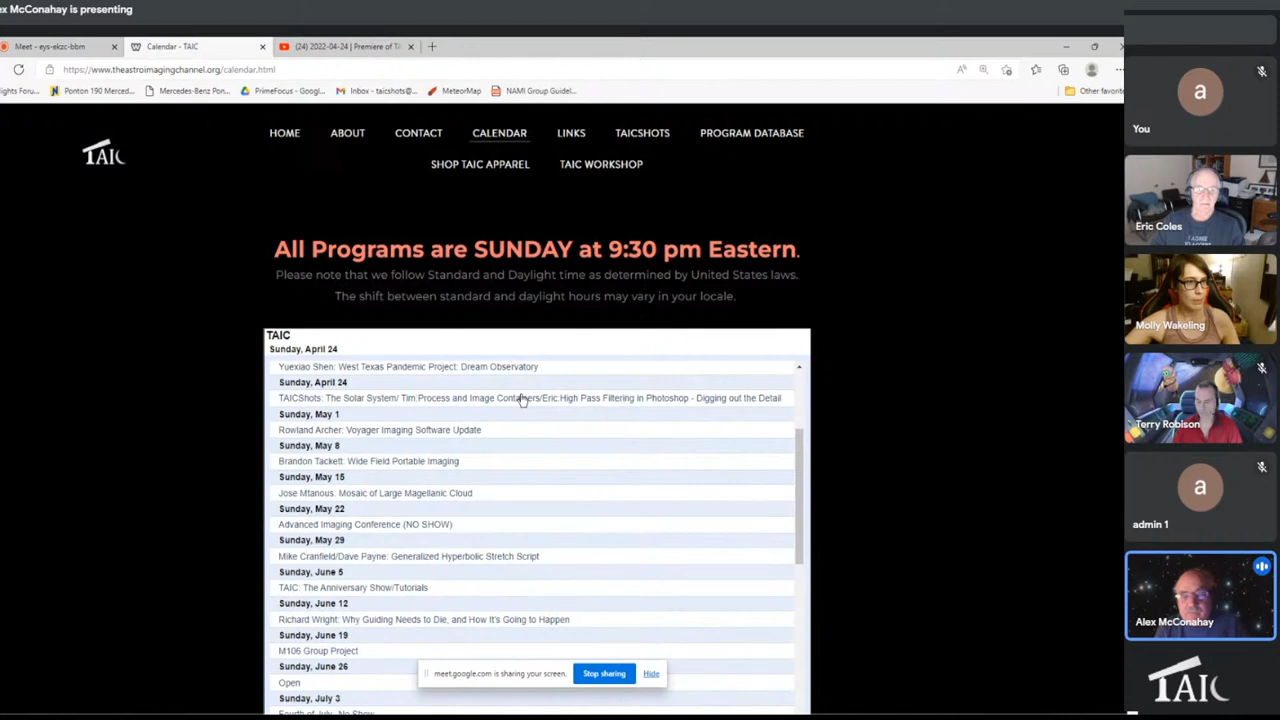 ex McConahay is presenting
Meet - eys-ekzc-bbm
Calendar - TAIC
(24) 2022-04-24 | Premiere of T
https://www.theastroimagingchannel.org/calendar.html
ights Foru...
Ponton 190 Merced...
Mercedes-Benz Pon...
PrimeFocus - Googl...
Inbox - taicshots@...
MeteorMap
NAMI Group Guidel...
Other favorite
TAIC
HOME
ABOUT
CONTACT
CALENDAR
LINKS
TAICSHOTS
PROGRAM DATABASE
SHOP TAIC APPAREL
TAIC WORKSHOP
All Programs are SUNDAY at 9:30 pm Eastern.
Please note that we follow Standard and Daylight time as determined by United States laws.
The shift between standard and daylight hours may vary in your locale.
TAIC
Sunday, April 24
Yuexiao Shen: West Texas Pandemic Project: Dream Observatory
Sunday, April 24
TAICShots: The Solar System/ Tim:Process and Image Containers/Eric:High Pass Filtering in Photoshop - Digging out the Detail
Sunday, May 1
Rowland Archer: Voyager Imaging Software Update
Sunday, May 8
Brandon Tackett: Wide Field Portable Imaging
Sunday, May 15
Jose Mtanous: Mosaic of Large Magellanic Cloud
Sunday, May 22
Advanced Imaging Conference (NO SHOW)
Sunday, May 29
Mike Cranfield/Dave Payne: Generalized Hyperbolic Stretch Script
Sunday, June 5
TAIC: The Anniversary Show/Tutorials
Sunday, June 12
Richard Wright: Why Guiding Needs to Die, and How It's Going to Happen
Sunday, June 19
M106 Group Project
Sunday, June 26
Open
Sunday, July 3
Fourth of July, No Show
meet.google.com is sharing your screen.
Stop sharing
Hide
a
You
Eric Coles
Molly Wakeling
Terry Robison
a
admin 1
Alex McConahay
TAIC